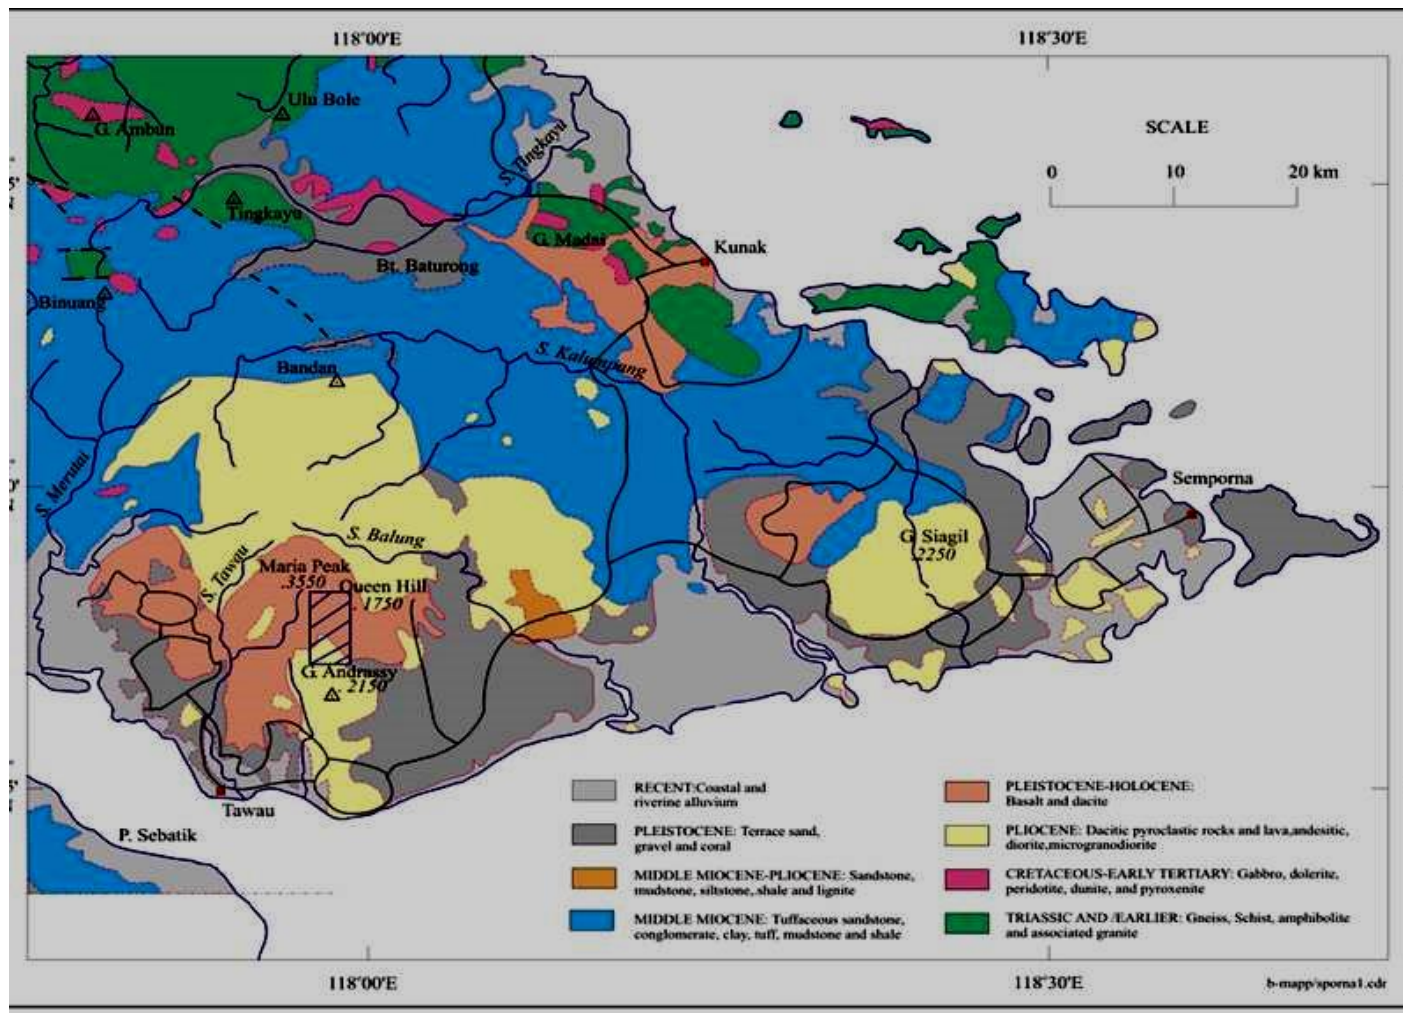 118°00'E
118°30'E
Ulu Bole
G. Ambun
SCALE
S. Tingkayu
0
10
20 km
5'
Tingkayu
G. Madai
Kunak
Bt. Baturong
Binuang
S. Kalumpang
Bandan
S. Merutai
Semporna
0'
S. Balung
G. Siagil
.2250
S. Tawau
Maria Peak
.3550
Queen Hill
. 1750
G. Andrassy
. 2150
5'
Tawau
P. Sebatik
RECENT:Coastal and
riverine alluvium
PLEISTOCENE: Terrace sand,
gravel and coral
MIDDLE MIOCENE-PLIOCENE: Sandstone,
mudstone, siltstone, shale and lignite
MIDDLE MIOCENE: Tuffaceous sandstone,
conglomerate, clay, tuff, mudstone and shale
PLEISTOCENE-HOLOCENE:
Basalt and dacite
PLIOCENE: Dacitic pyroclastic rocks and lava,andesitic,
diorite,microgranodiorite
CRETACEOUS-EARLY TERTIARY: Gabbro, dolerite,
peridotite, dunite, and pyroxenite
TRIASSIC AND /EARLIER: Gneiss, Schist, amphibolite
and associated granite
118°00'E
118°30'E
b-mapp/sporna1.cdr